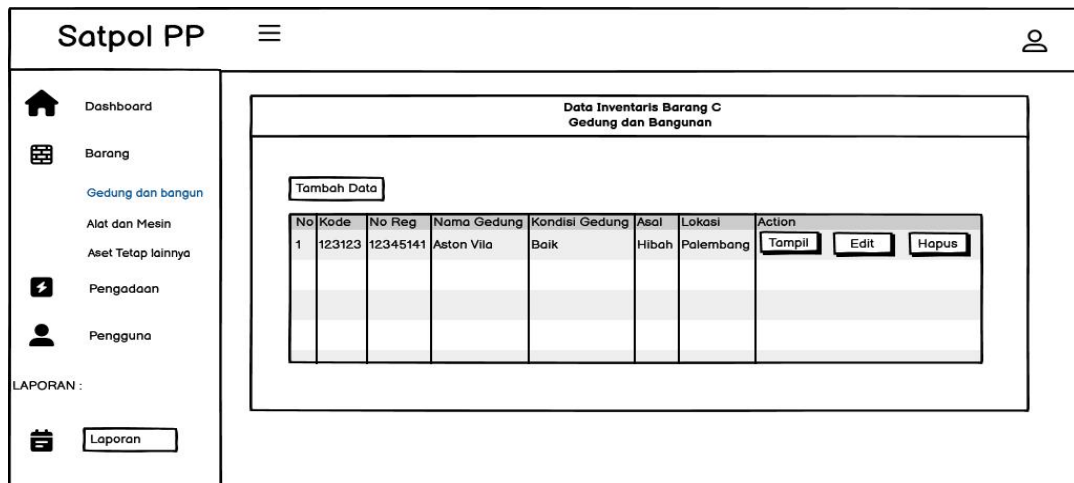 Satpol PP
Dashboard
Barang
Gedung dan bangun
Alat dan Mesin
Aset Tetap lainnya
Pengadaan
Pengguna
LAPORAN :
Laporan
Data Inventaris Barang C
Gedung dan Bangunan
Tambah Data
No Kode No Reg Nama Gedung Kondisi Gedung Asal Lokasi Action
1 123123 12345141 Aston Vila Baik Hibah Palembang Tampil Edit Hapus